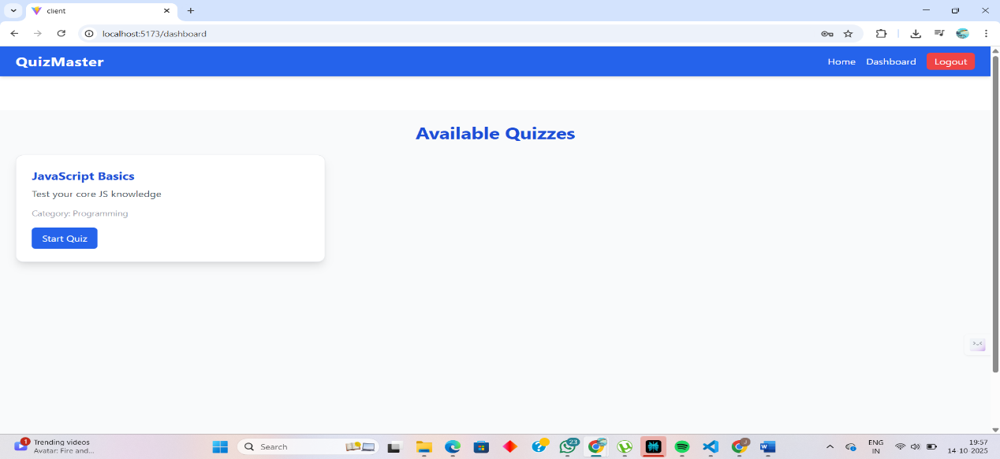 client
localhost:5173/dashboard
QuizMaster
Home Dashboard Logout
Available Quizzes
JavaScript Basics
Test your core JS knowledge
Category: Programming
Start Quiz
1
Trending videos
Avatar: Fire and...
Search
23
J
ENG
IN
19:57
14-10-2025